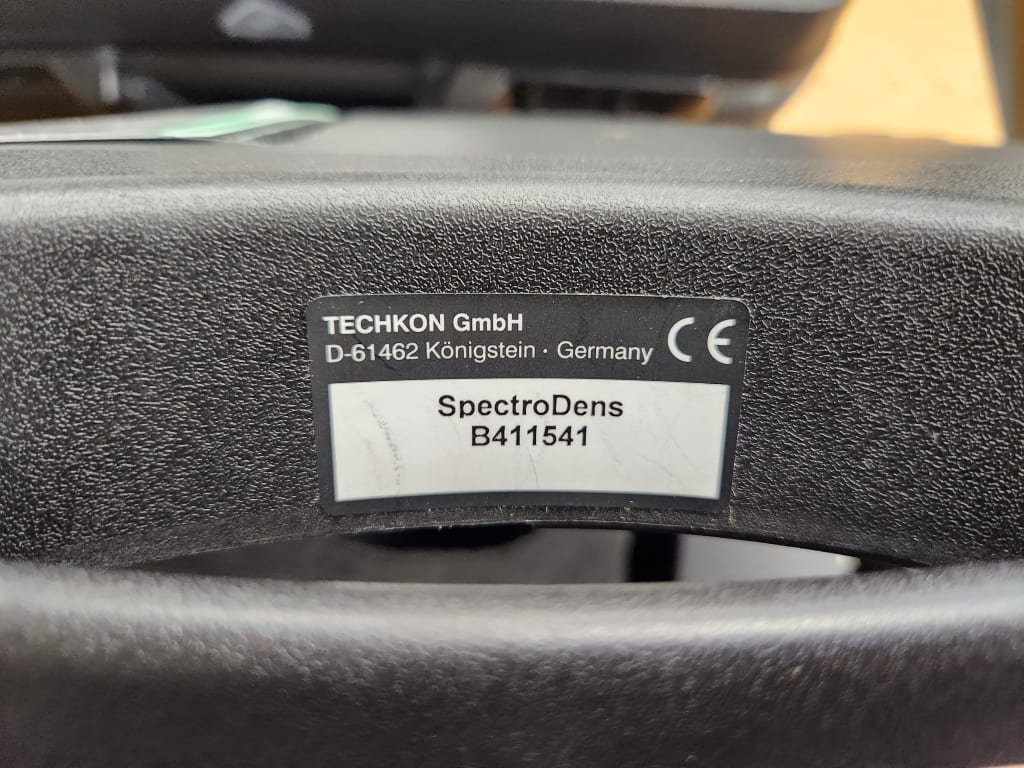 TECHKON GmbH
D-61462 Königstein · Germany
CE
SpectroDens
B411541